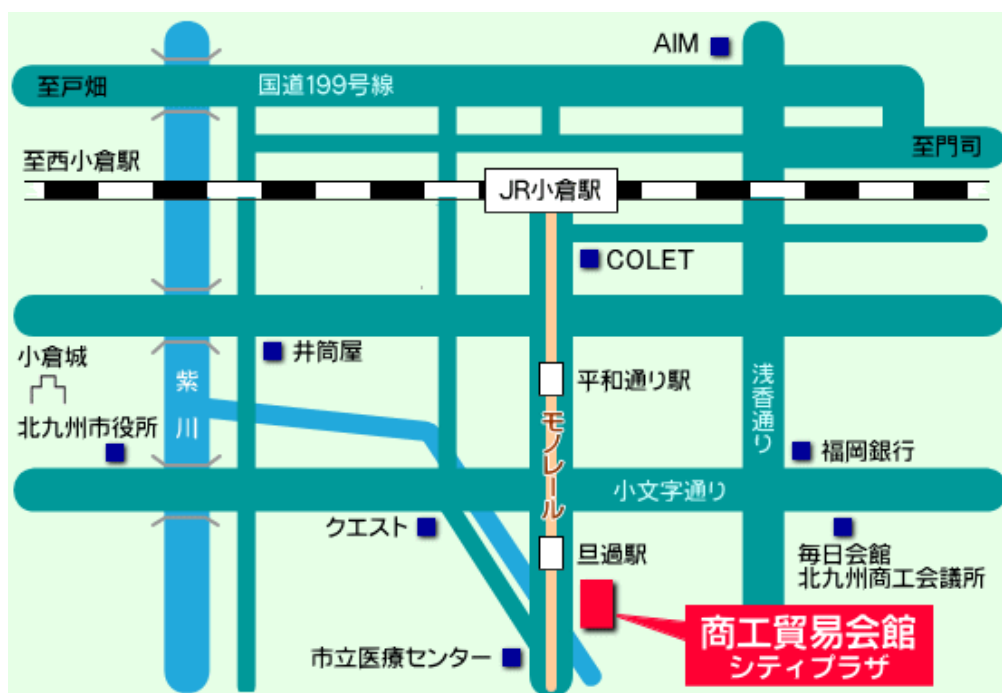 AIM
至戸畑
国道199号線
至門司
至西小倉駅
JR小倉駅
COLET
小倉城
井筒屋
紫川
平和通り駅
浅香通り
北九州市役所
モノレール
福岡銀行
小文字通り
クエスト
旦過駅
毎日会館
北九州商工会議所
商工貿易会館
シティプラザ
市立医療センター